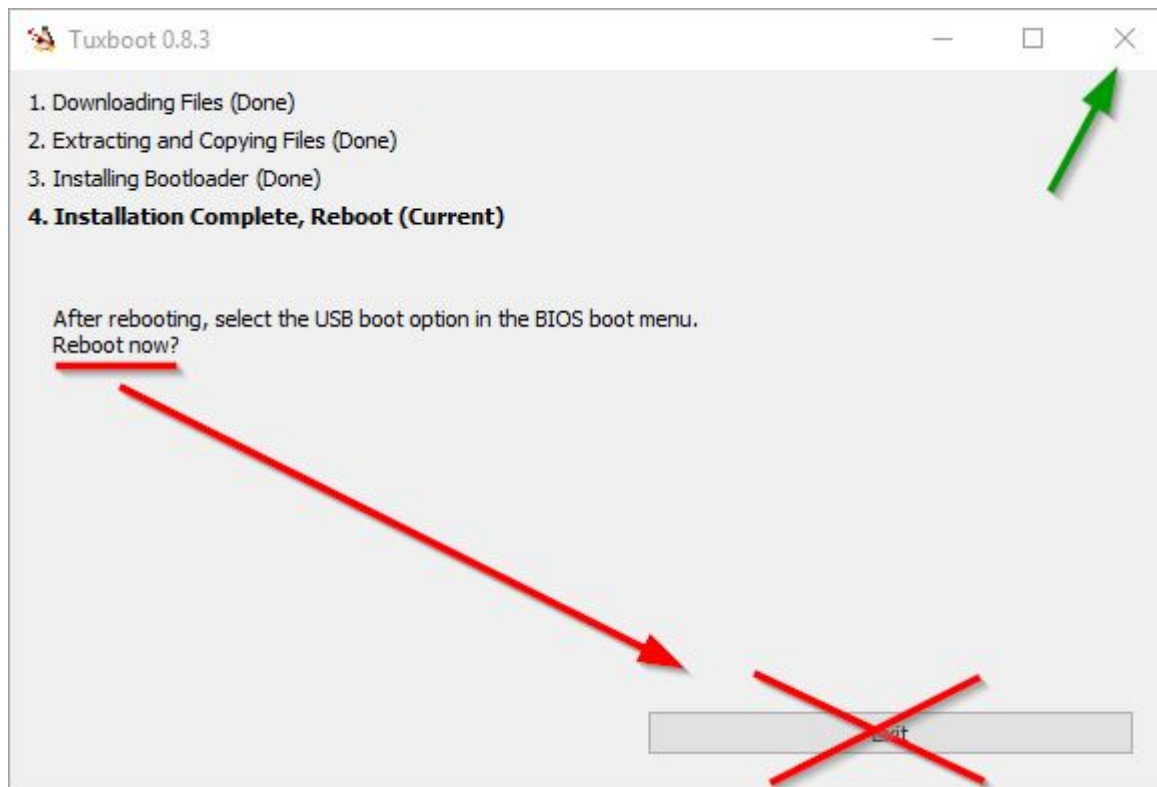 Tuxboot 0.8.3
1. Downloading Files (Done)
2. Extracting and Copying Files (Done)
3. Installing Bootloader (Done)
4. Installation Complete, Reboot (Current)
After rebooting, select the USB boot option in the BIOS boot menu.
Reboot now?
Exit